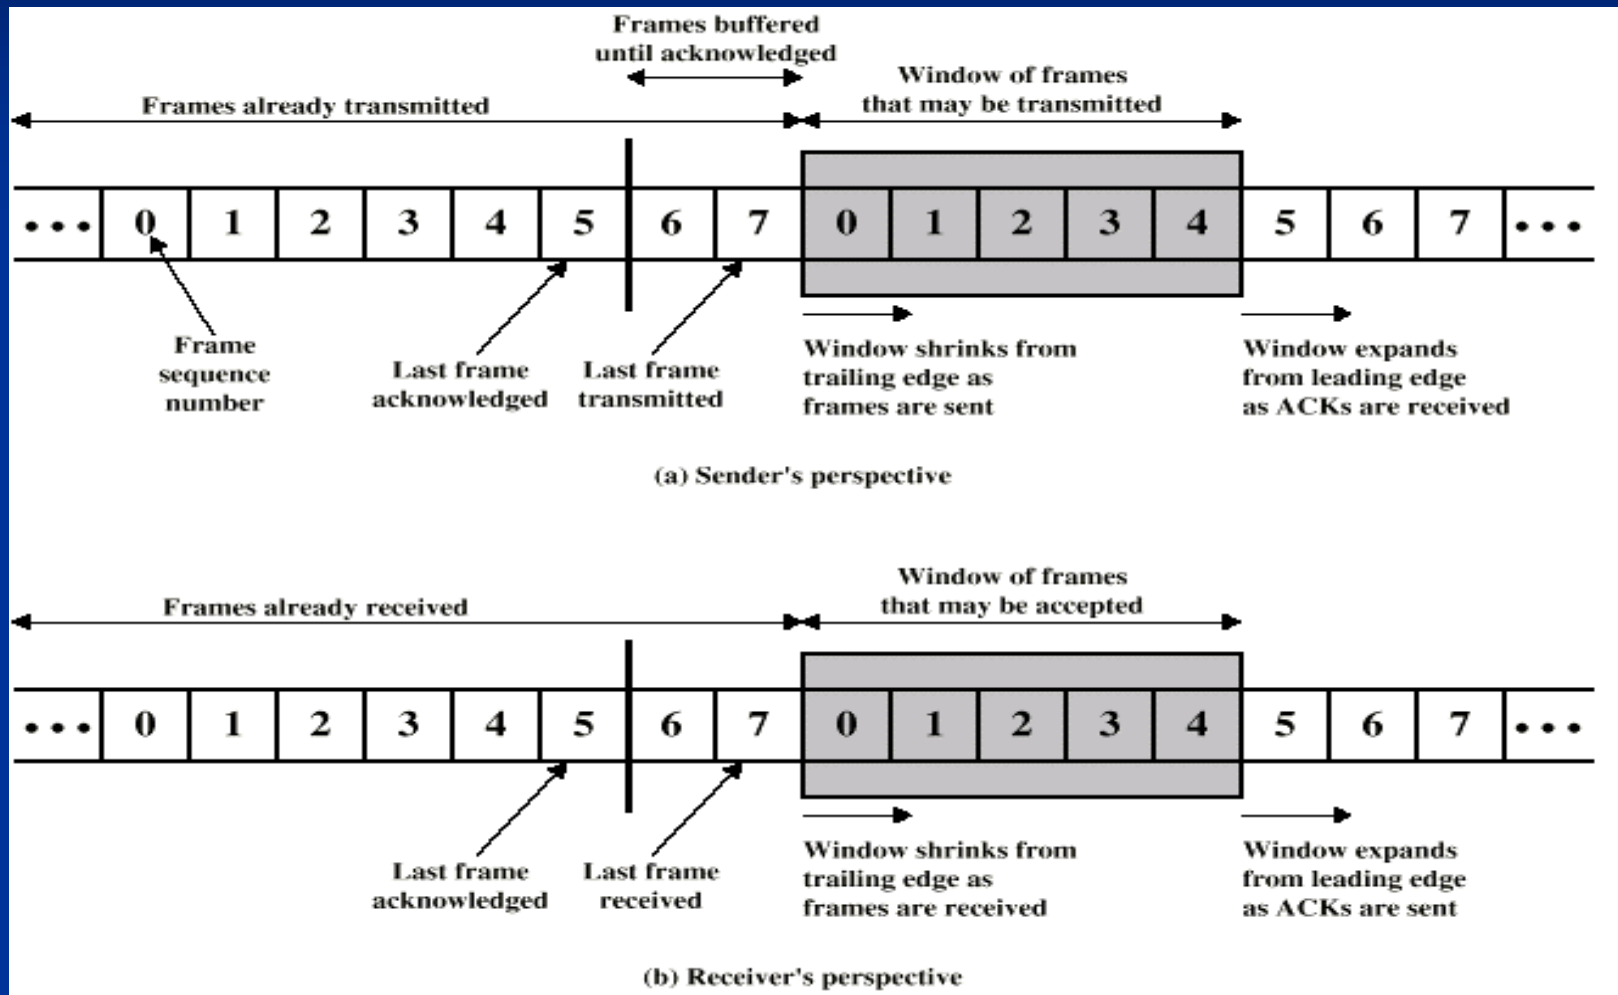 Frames buffered
until acknowledged
Window of frames
that may be transmitted
Frames already transmitted
••• 0 1 2 3 4 5 6 7 0 1 2 3 4 5 6 7 •••
Frame
sequence
number
Last frame
acknowledged
Last frame
transmitted
Window shrinks from
trailing edge as
frames are sent
Window expands
from leading edge
as ACKs are received
(a) Sender's perspective
Window of frames
that may be accepted
Frames already received
••• 0 1 2 3 4 5 6 7 0 1 2 3 4 5 6 7 •••
Last frame
acknowledged
Last frame
received
Window shrinks from
trailing edge as
frames are received
Window expands
from leading edge
as ACKs are sent
(b) Receiver's perspective